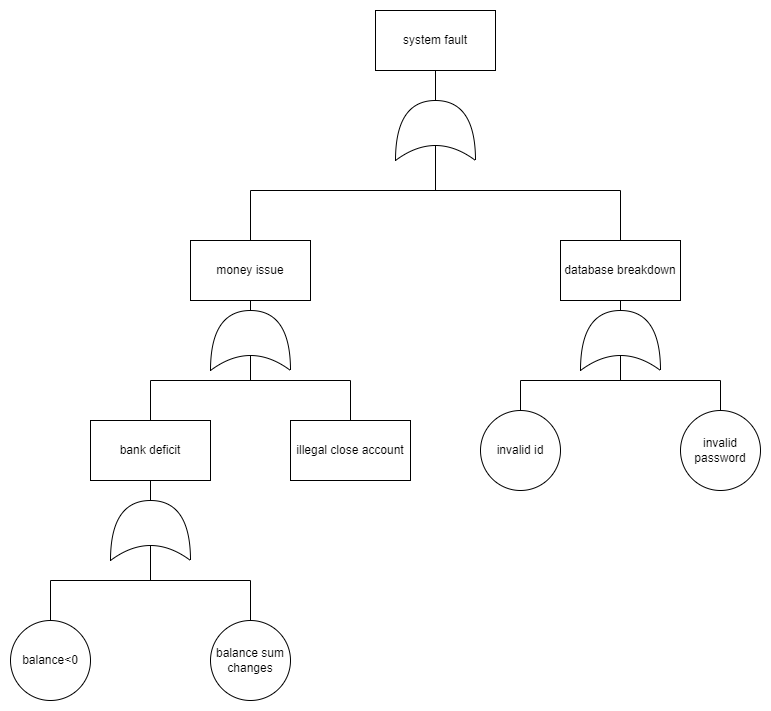 system fault
money issue
database breakdown
bank deficit
illegal close account
invalid id
invalid
password
balance<0
balance sum
changes